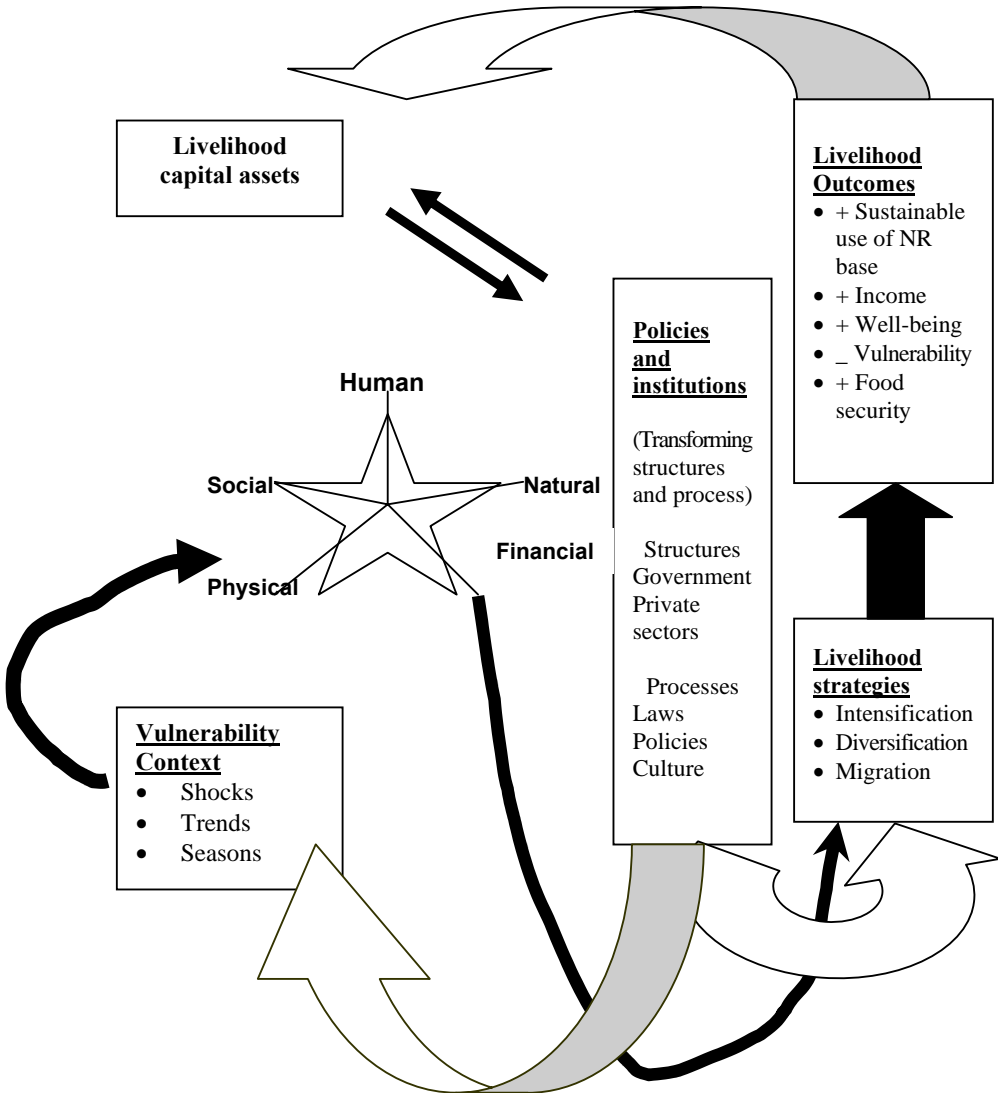 Livelihood
capital assets
Livelihood
Outcomes
• + Sustainable
use of NR
base
• + Income
• + Well-being
• _ Vulnerability
• + Food
security
Policies
and
institutions
(Transforming
structures
and process)
Structures
Government
Private
sectors
Processes
Laws
Policies
Culture
Human
Social
Natural
Financial
Physical
Livelihood
strategies
• Intensification
• Diversification
• Migration
Vulnerability
Context
• Shocks
• Trends
• Seasons